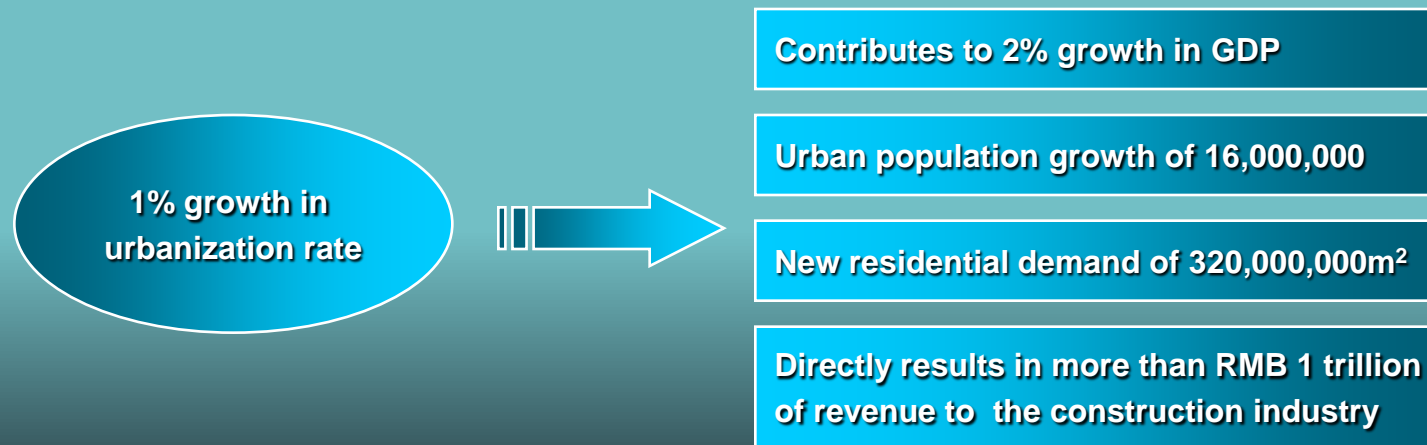 1% growth in
urbanization rate
Contributes to 2% growth in GDP
Urban population growth of 16,000,000
New residential demand of 320,000,000m²
Directly results in more than RMB 1 trillion
of revenue to  the construction industry